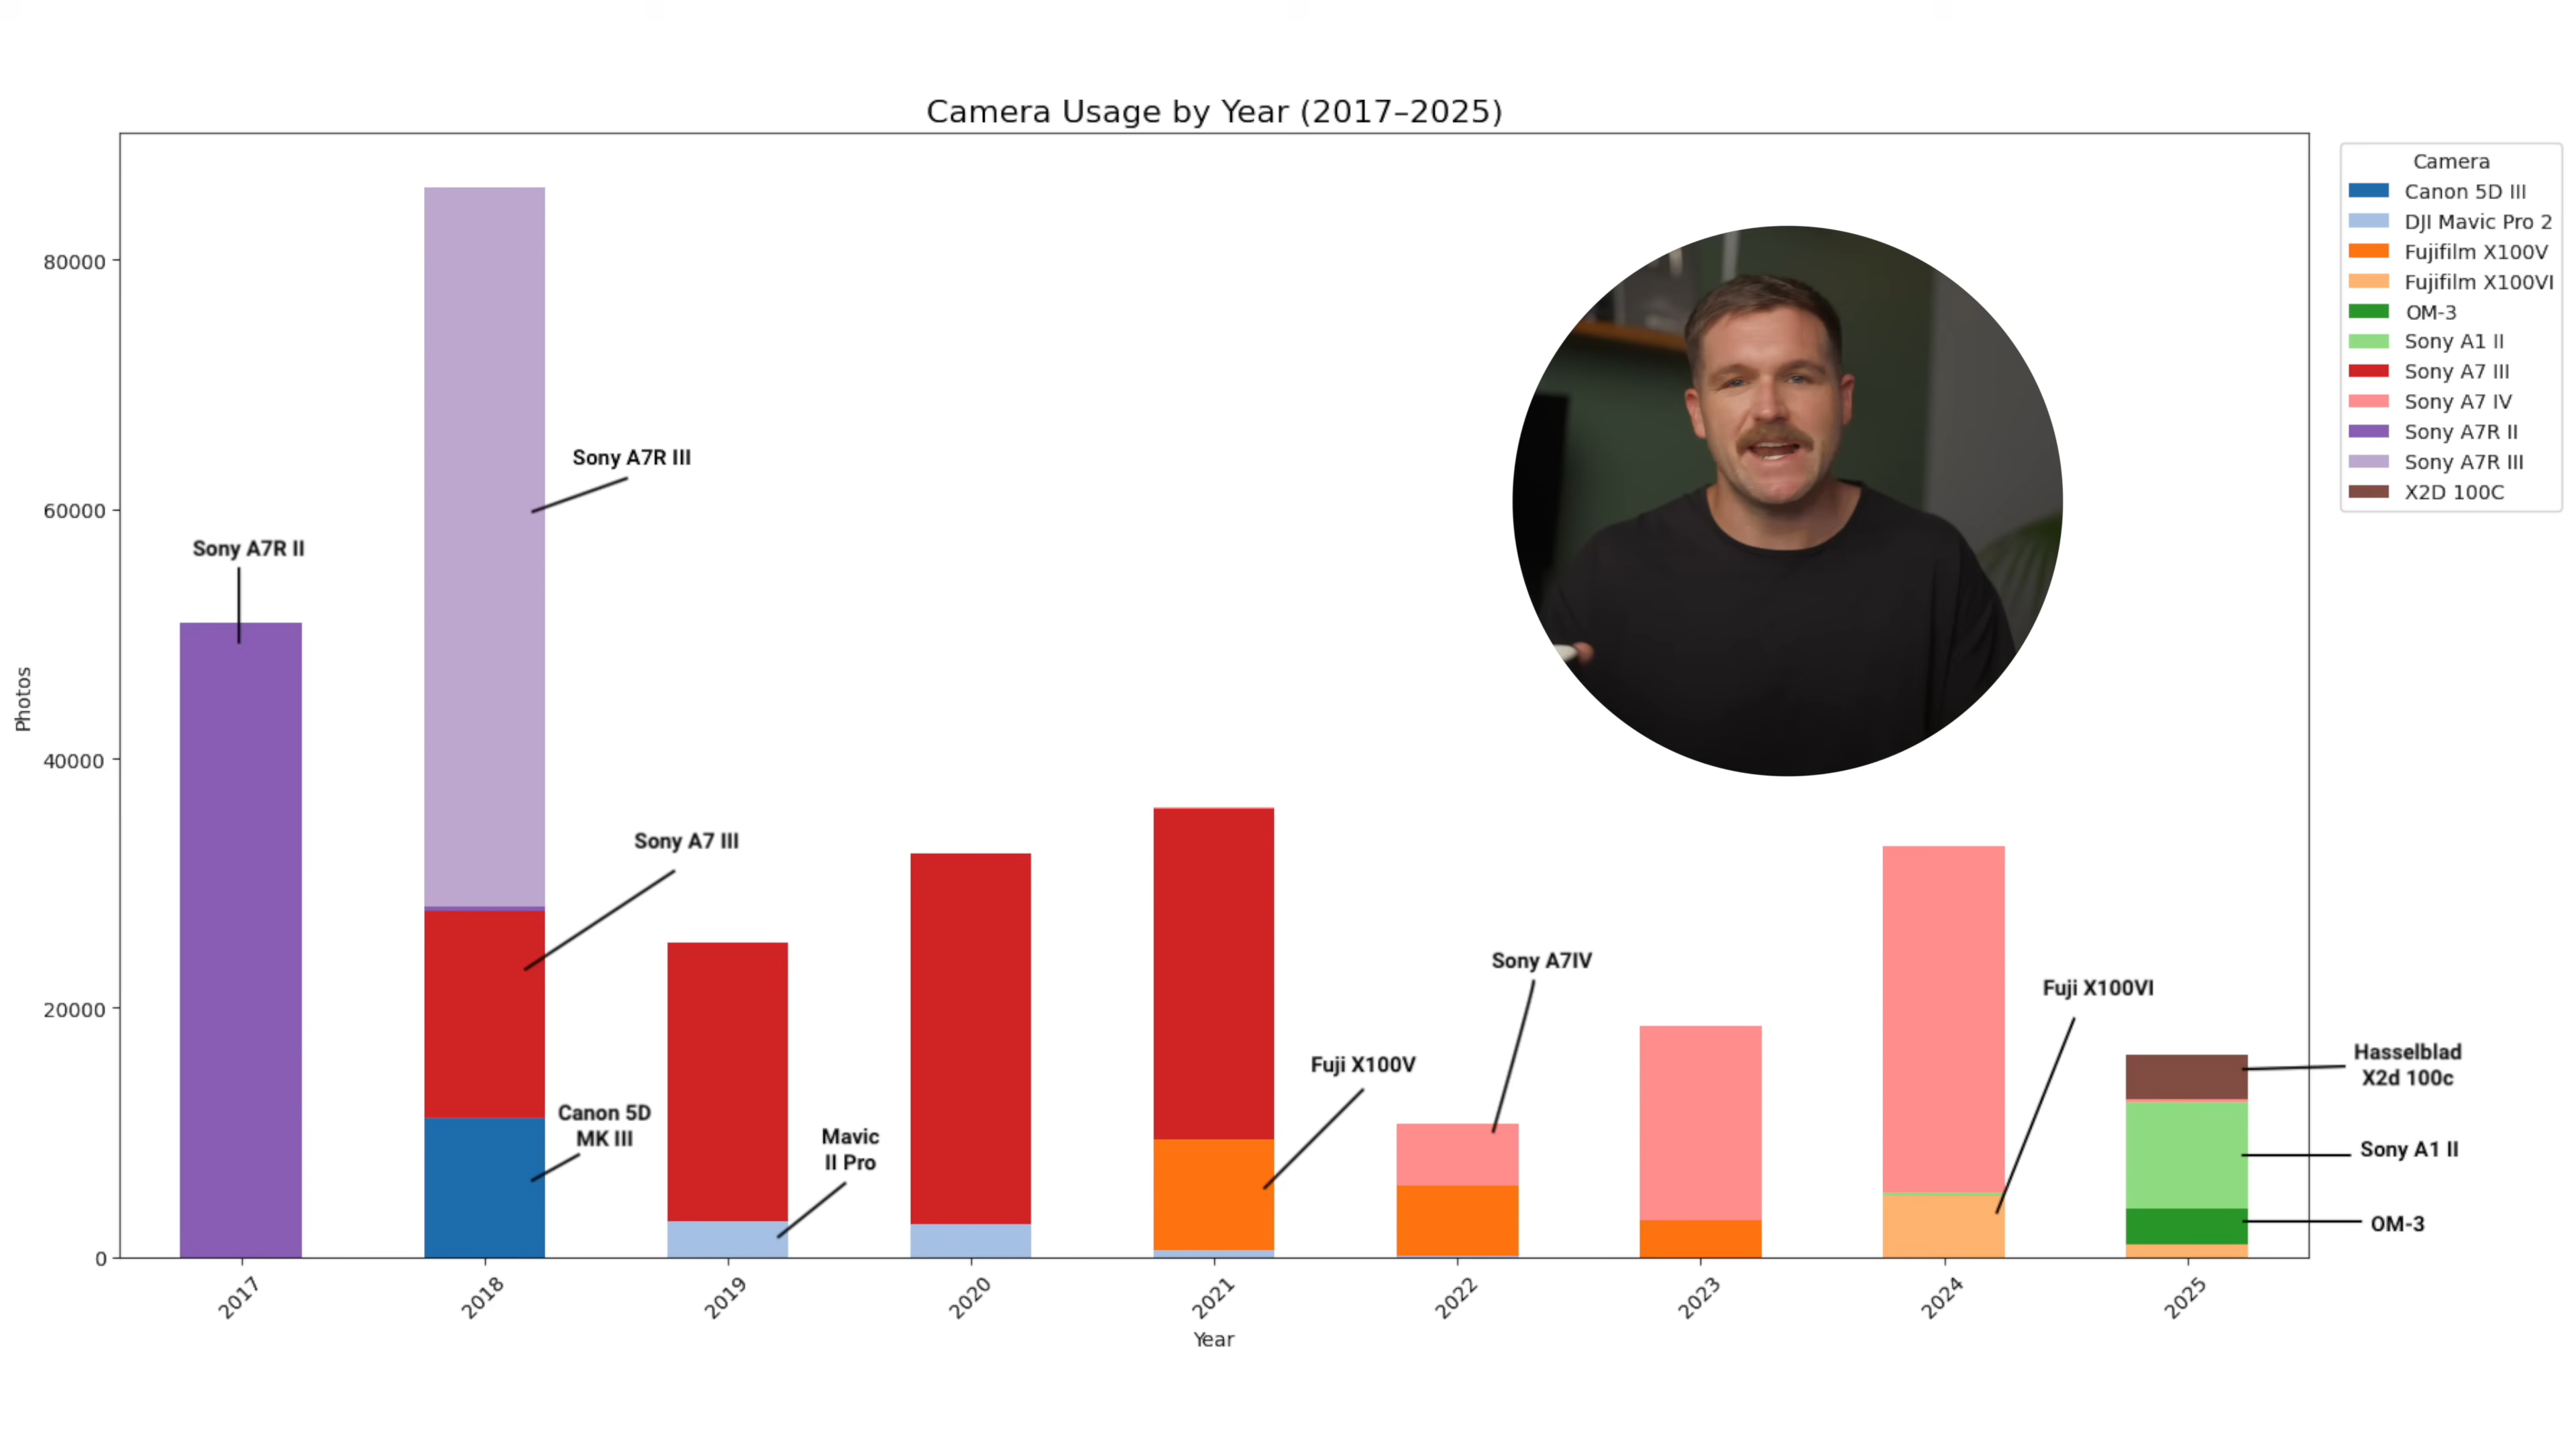 Camera Usage by Year (2017–2025)
Camera
Canon 5D III
DJI Mavic Pro 2
Fujifilm X100V
Fujifilm X100VI
OM-3
Sony A1 II
Sony A7 III
Sony A7 IV
Sony A7R II
Sony A7R III
X2D 100C
Photos
80000
60000
40000
20000
0
Sony A7R II
Sony A7R III
Sony A7 III
Canon 5D
MK III
Mavic
II Pro
Fuji X100V
Sony A7IV
Fuji X100VI
Hasselblad
X2d 100c
Sony A1 II
OM-3
2017
2018
2019
2020
2021
2022
2023
2024
2025
Year